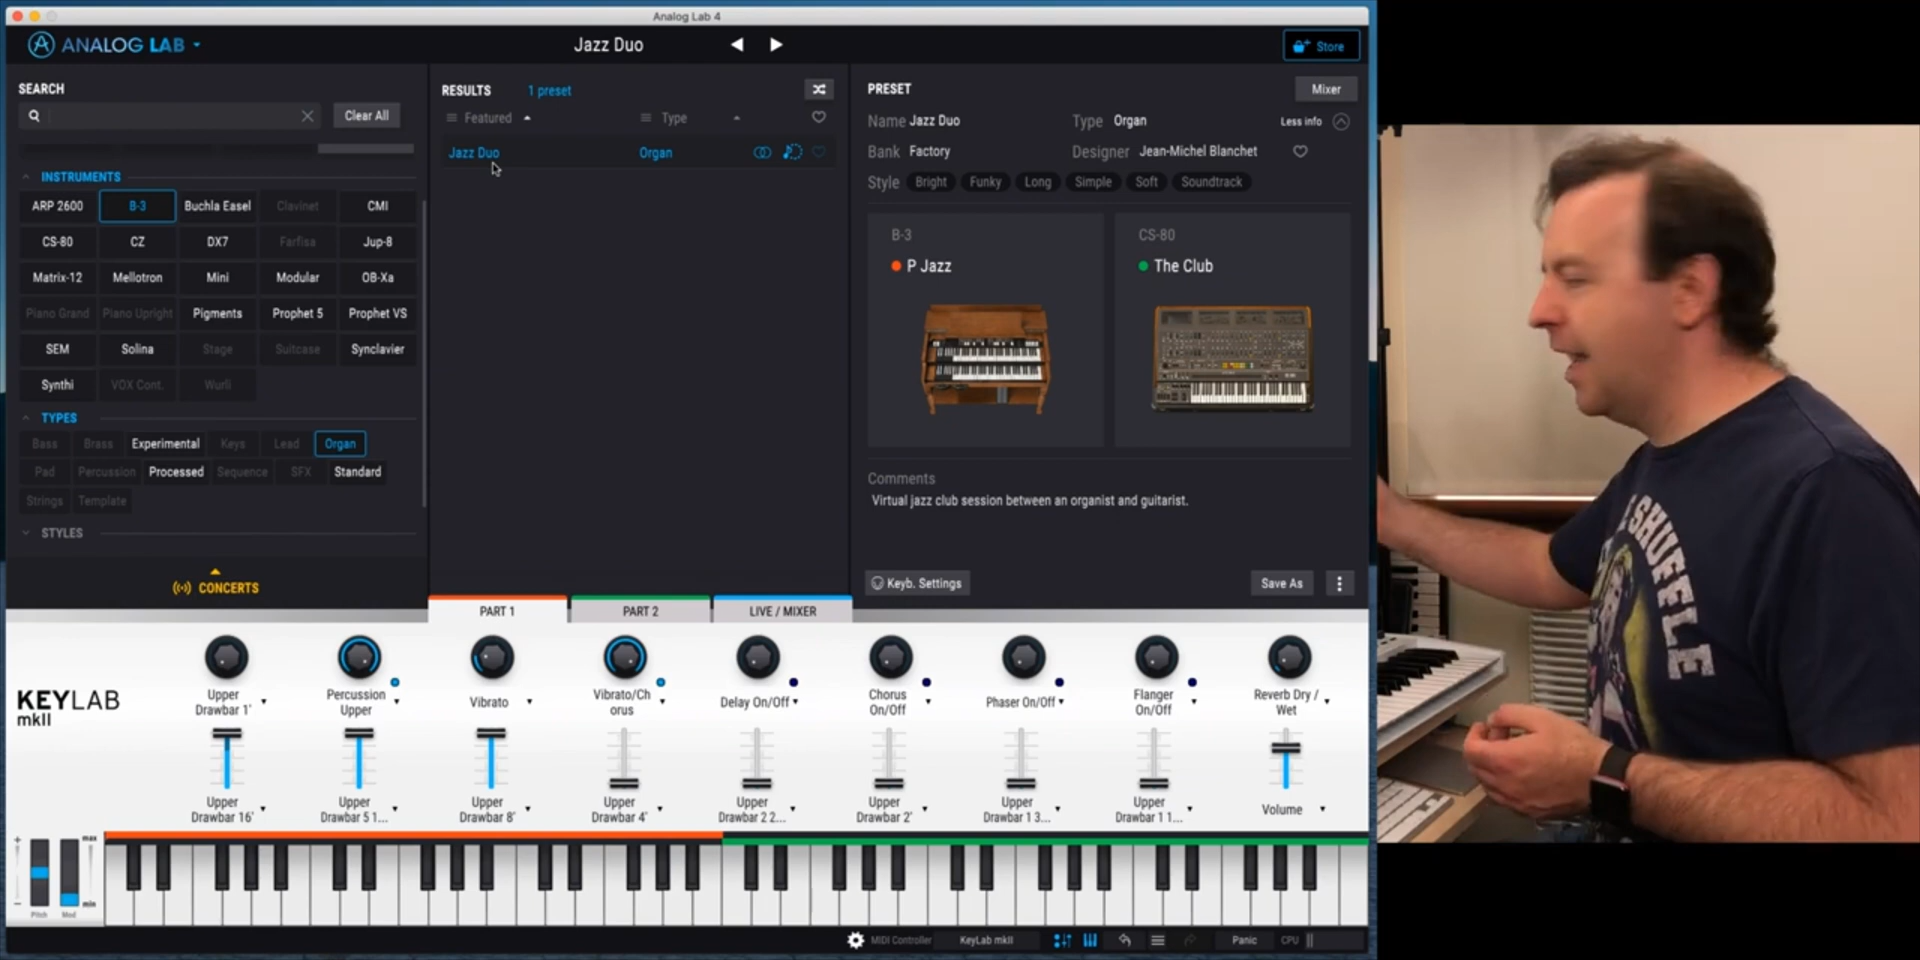 Analog Lab 4
ANALOG LAB
Jazz Duo
Store
SEARCH
Clear All
INSTRUMENTS
ARP 2600 B-3 Buchla Easel Clavinet CMI
CS-80 CZ DX7 Farfisa Jup-8
Matrix-12 Mellotron Mini Modular OB-Xa
Piano Grand Piano Upright Pigments Prophet 5 Prophet VS
SEM Solina Stage Suitcase Synclavier
Synthi VOX Cont. Wurli
TYPES
Bass Brass Experimental Keys Lead Organ
Pad Percussion Processed Sequence SFX Standard
Strings Template
STYLES
CONCERTS
RESULTS 1 preset
Featured Type
Jazz Duo Organ
PRESET Mixer
Name Jazz Duo Type Organ Less info
Bank Factory Designer Jean-Michel Blanchet
Style Bright Funky Long Simple Soft Soundtrack
B-3 CS-80
P Jazz The Club
Comments
Virtual jazz club session between an organist and guitarist.
Keyb. Settings Save As
PART 1 PART 2 LIVE / MIXER
KEYLAB
mkII
Upper
Drawbar 1'
Percussion
Upper
Vibrato
Vibrato/Ch
orus
Delay On/Off
Chorus
On/Off
Phaser On/Off
Flanger
On/Off
Reverb Dry /
Wet
Upper
Drawbar 16'
Upper
Drawbar 5 1...
Upper
Drawbar 8'
Upper
Drawbar 4'
Upper
Drawbar 2 2...
Upper
Drawbar 2'
Upper
Drawbar 1 3...
Upper
Drawbar 1 1...
Volume
+ max
- min
Pitch Mod
MIDI Controller KeyLab mkII Panic CPU
SHUFFLE